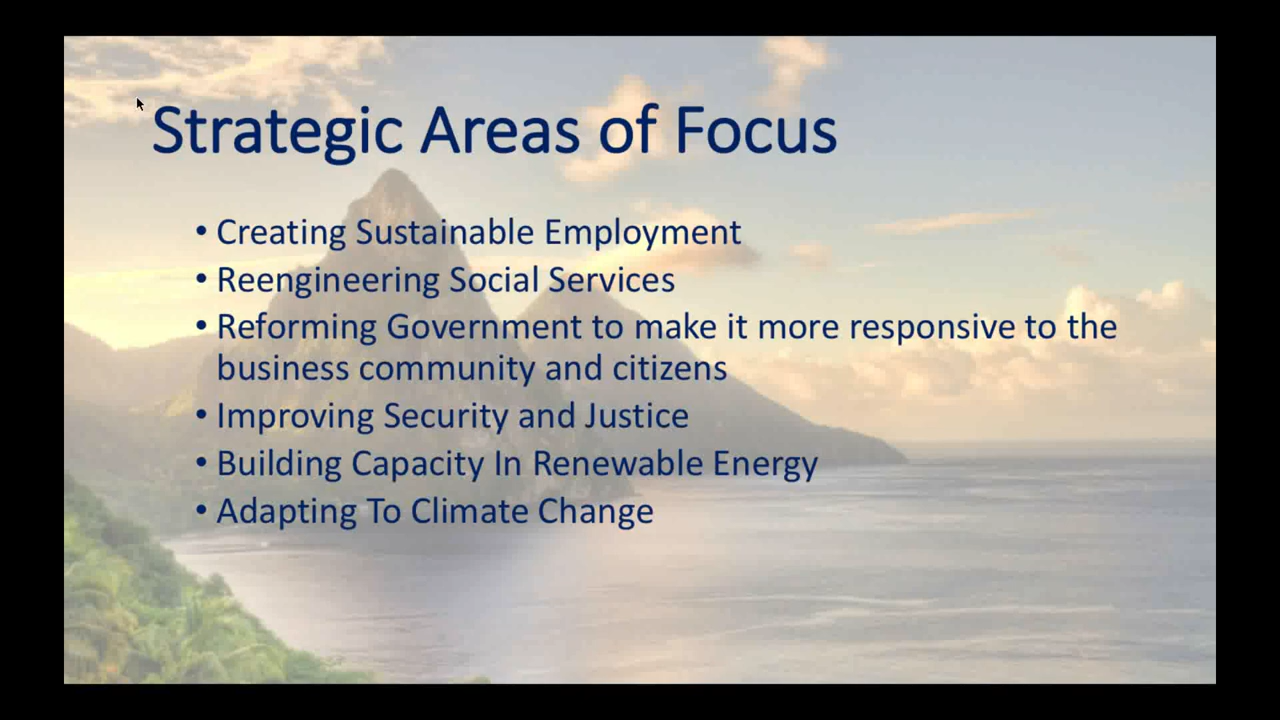 Strategic Areas of Focus
• Creating Sustainable Employment
• Reengineering Social Services
• Reforming Government to make it more responsive to the
business community and citizens
• Improving Security and Justice
• Building Capacity In Renewable Energy
• Adapting To Climate Change